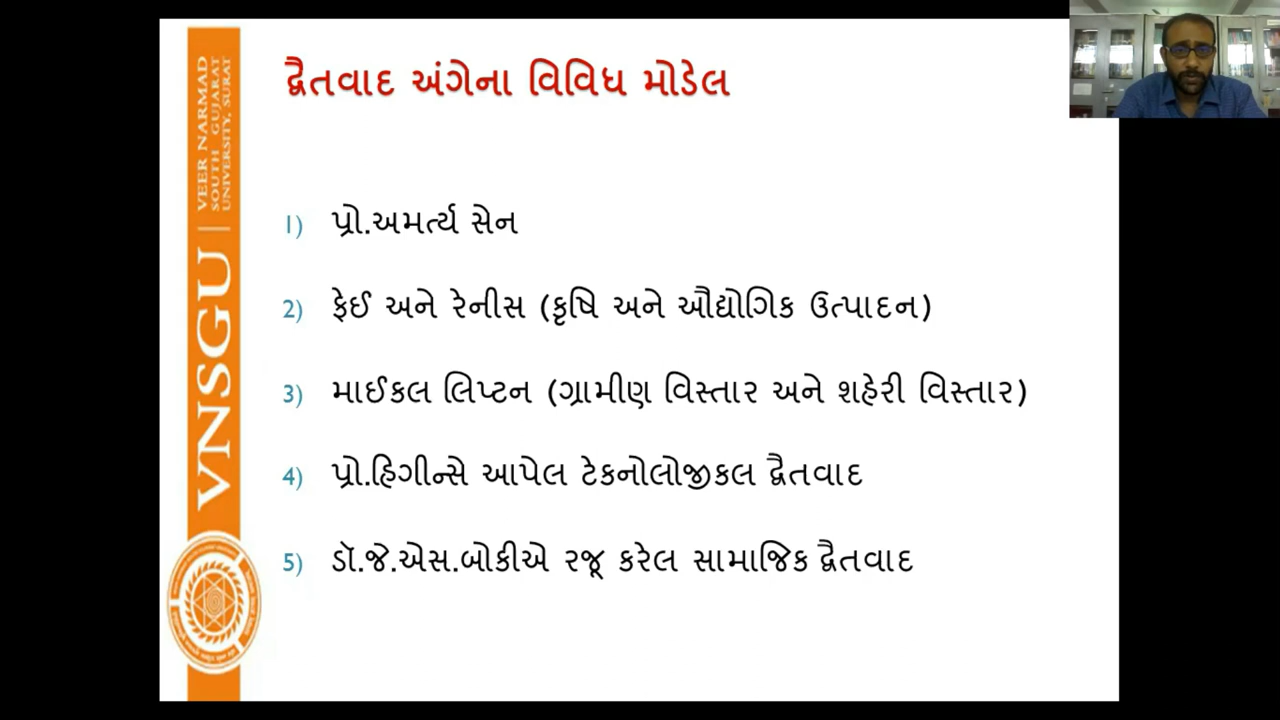 દ્વૈતવાદ અંગેના વિવિધ મોડેલ
1) પ્રો.અમર્ત્ય સેન
2) ફેઈ અને રેનીસ (કૃષિ અને ઔદ્યોગિક ઉત્પાદન)
3) માઈકલ લિપ્ટન (ગ્રામીણ વિસ્તાર અને શહેરી વિસ્તાર)
4) પ્રો.હિગીન્સે આપેલ ટેકનોલોજીકલ દ્વૈતવાદ
5) ડૉ.જે.એસ.બોકીએ રજૂ કરેલ સામાજિક દ્વૈતવાદ
VNSGU
VEER NARMAD
SOUTH GUJARAT
UNIVERSITY, SURAT